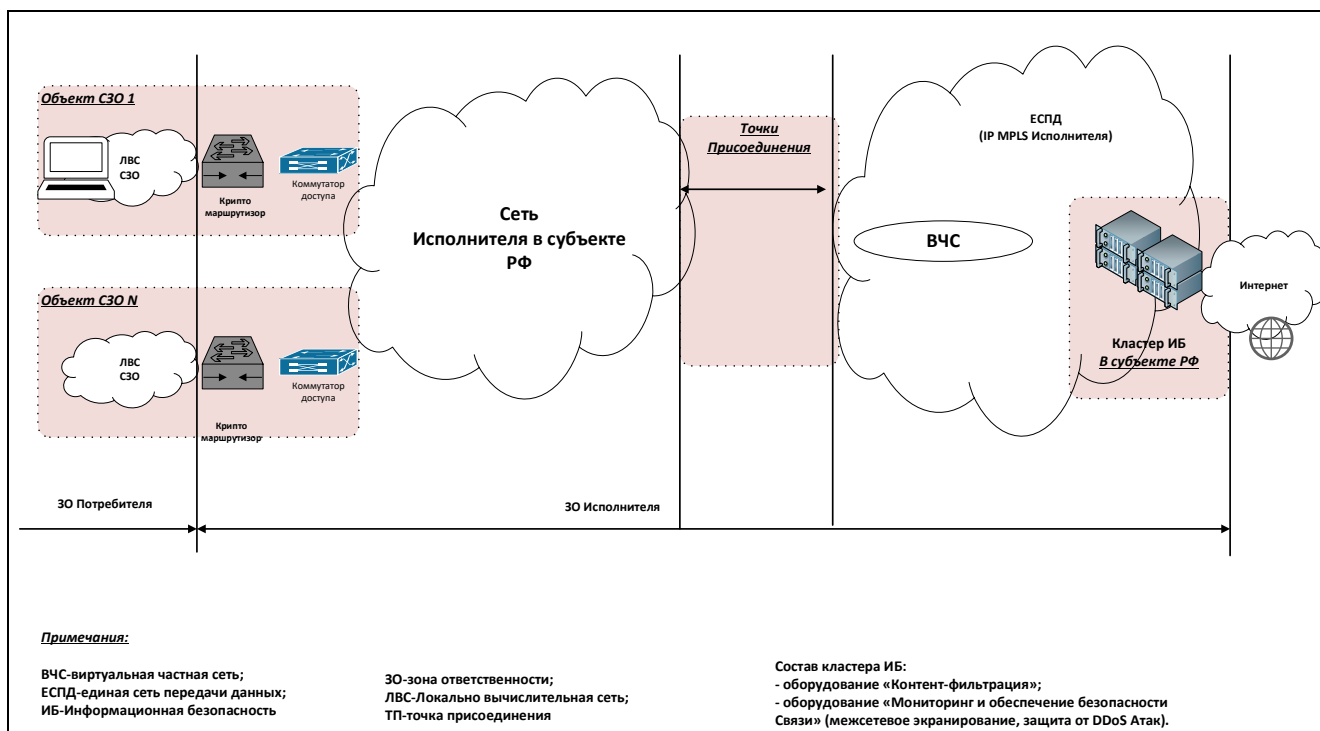 Объект СЗО 1
ЛВС
СЗО
Крипто
маршрутизор
Коммутатор
доступа
Объект СЗО N
ЛВС
СЗО
Крипто
маршрутизор
Коммутатор
доступа
Сеть
Исполнителя в субъекте
РФ
Точки
Присоединения
ЕСПД
(IP MPLS Исполнителя)
ВЧС
Кластер ИБ
В субъекте РФ
Интернет
ЗО Потребителя
ЗО Исполнителя
Примечания:
ВЧС-виртуальная частная сеть;
ЕСПД-единая сеть передачи данных;
ИБ-Информационная безопасность
ЗО-зона ответственности;
ЛВС-Локально вычислительная сеть;
ТП-точка присоединения
Состав кластера ИБ:
- оборудование «Контент-фильтрация»;
- оборудование «Мониторинг и обеспечение безопасности
Связи» (межсетевое экранирование, защита от DDoS Атак).